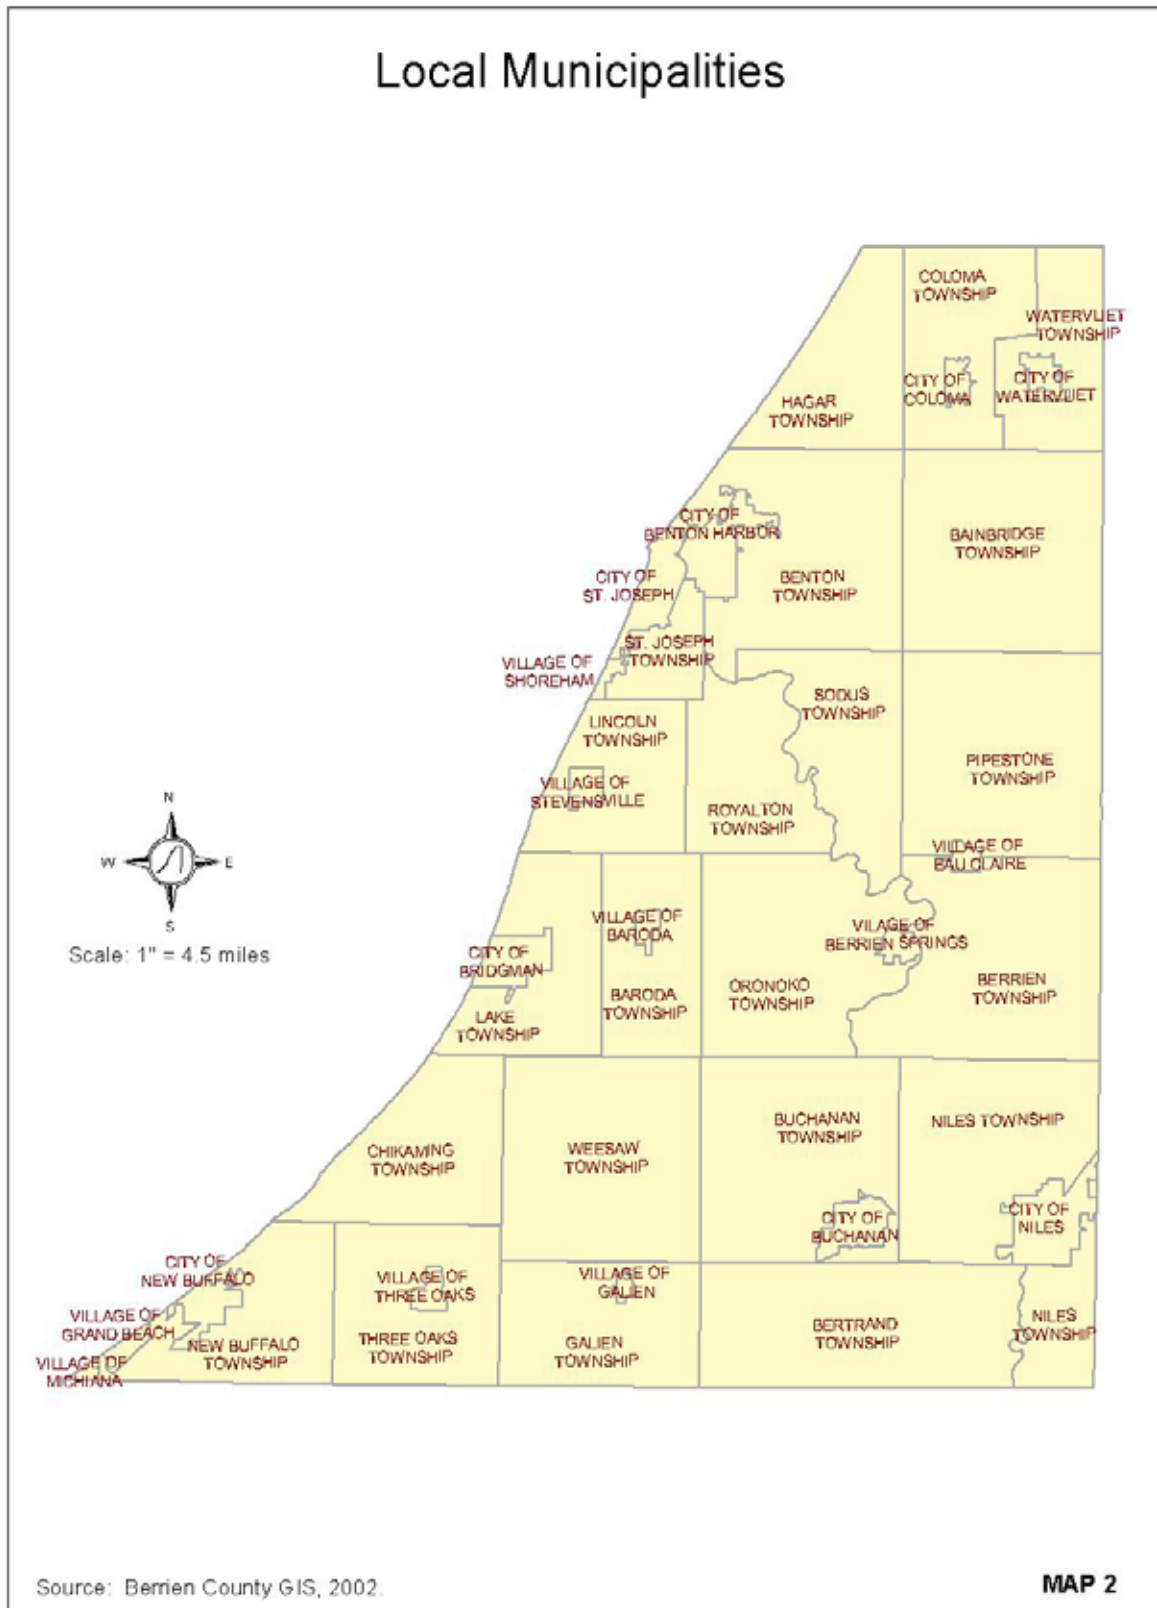 Local Municipalities
COLOMA
TOWNSHIP
WATERVLIET
TOWNSHIP
CITY OF
COLOMA
CITY OF
WATERVLIET
HAGAR
TOWNSHIP
CITY OF
BENTON HARBOR
BAINBRIDGE
TOWNSHIP
CITY OF
ST. JOSEPH
BENTON
TOWNSHIP
ST. JOSEPH
TOWNSHIP
VILLAGE OF
SHOREHAM
SODUS
TOWNSHIP
LINCOLN
TOWNSHIP
PIPESTONE
TOWNSHIP
VILLAGE OF
STEVENSVILLE
ROYALTON
TOWNSHIP
N
W
E
S
Scale: 1" = 4.5 miles
VILLAGE OF
EAU CLAIRE
VILLAGE OF
BARODA
VILAGE OF
BERRIEN SPRINGS
CITY OF
BRIDGMAN
BARODA
TOWNSHIP
ORONOKO
TOWNSHIP
BERRIEN
TOWNSHIP
LAKE
TOWNSHIP
CHIKAMING
TOWNSHIP
WEESAW
TOWNSHIP
BUCHANAN
TOWNSHIP
NILES TOWNSHIP
CITY OF
BUCHANAN
CITY OF
NILES
CITY OF
NEW BUFFALO
VILLAGE OF
THREE OAKS
VILLAGE OF
GALIEN
VILLAGE OF
GRAND BEACH
NEW BUFFALO
TOWNSHIP
THREE OAKS
TOWNSHIP
GALIEN
TOWNSHIP
BERTRAND
TOWNSHIP
NILES
TOWNSHIP
VILLAGE OF
MICHIANA
Source: Berrien County GIS, 2002.
MAP 2